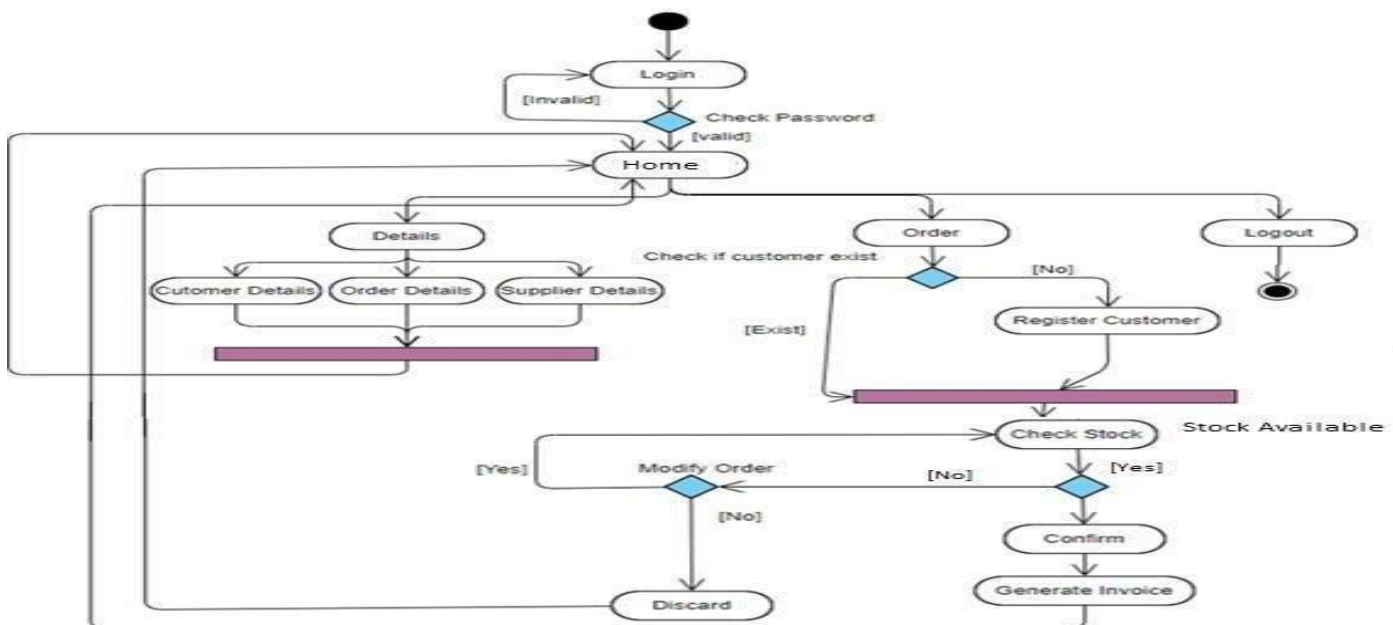 Login
[Invalid]
Check Password
[valid]
Home
Details
Order
Logout
Check if customer exist
[No]
Cutomer Details
Order Details
Supplier Details
Register Customer
[Exist]
Check Stock
Stock Available
[Yes]
Modify Order
[No]
[Yes]
[No]
Confirm
Generate Invoice
Discard